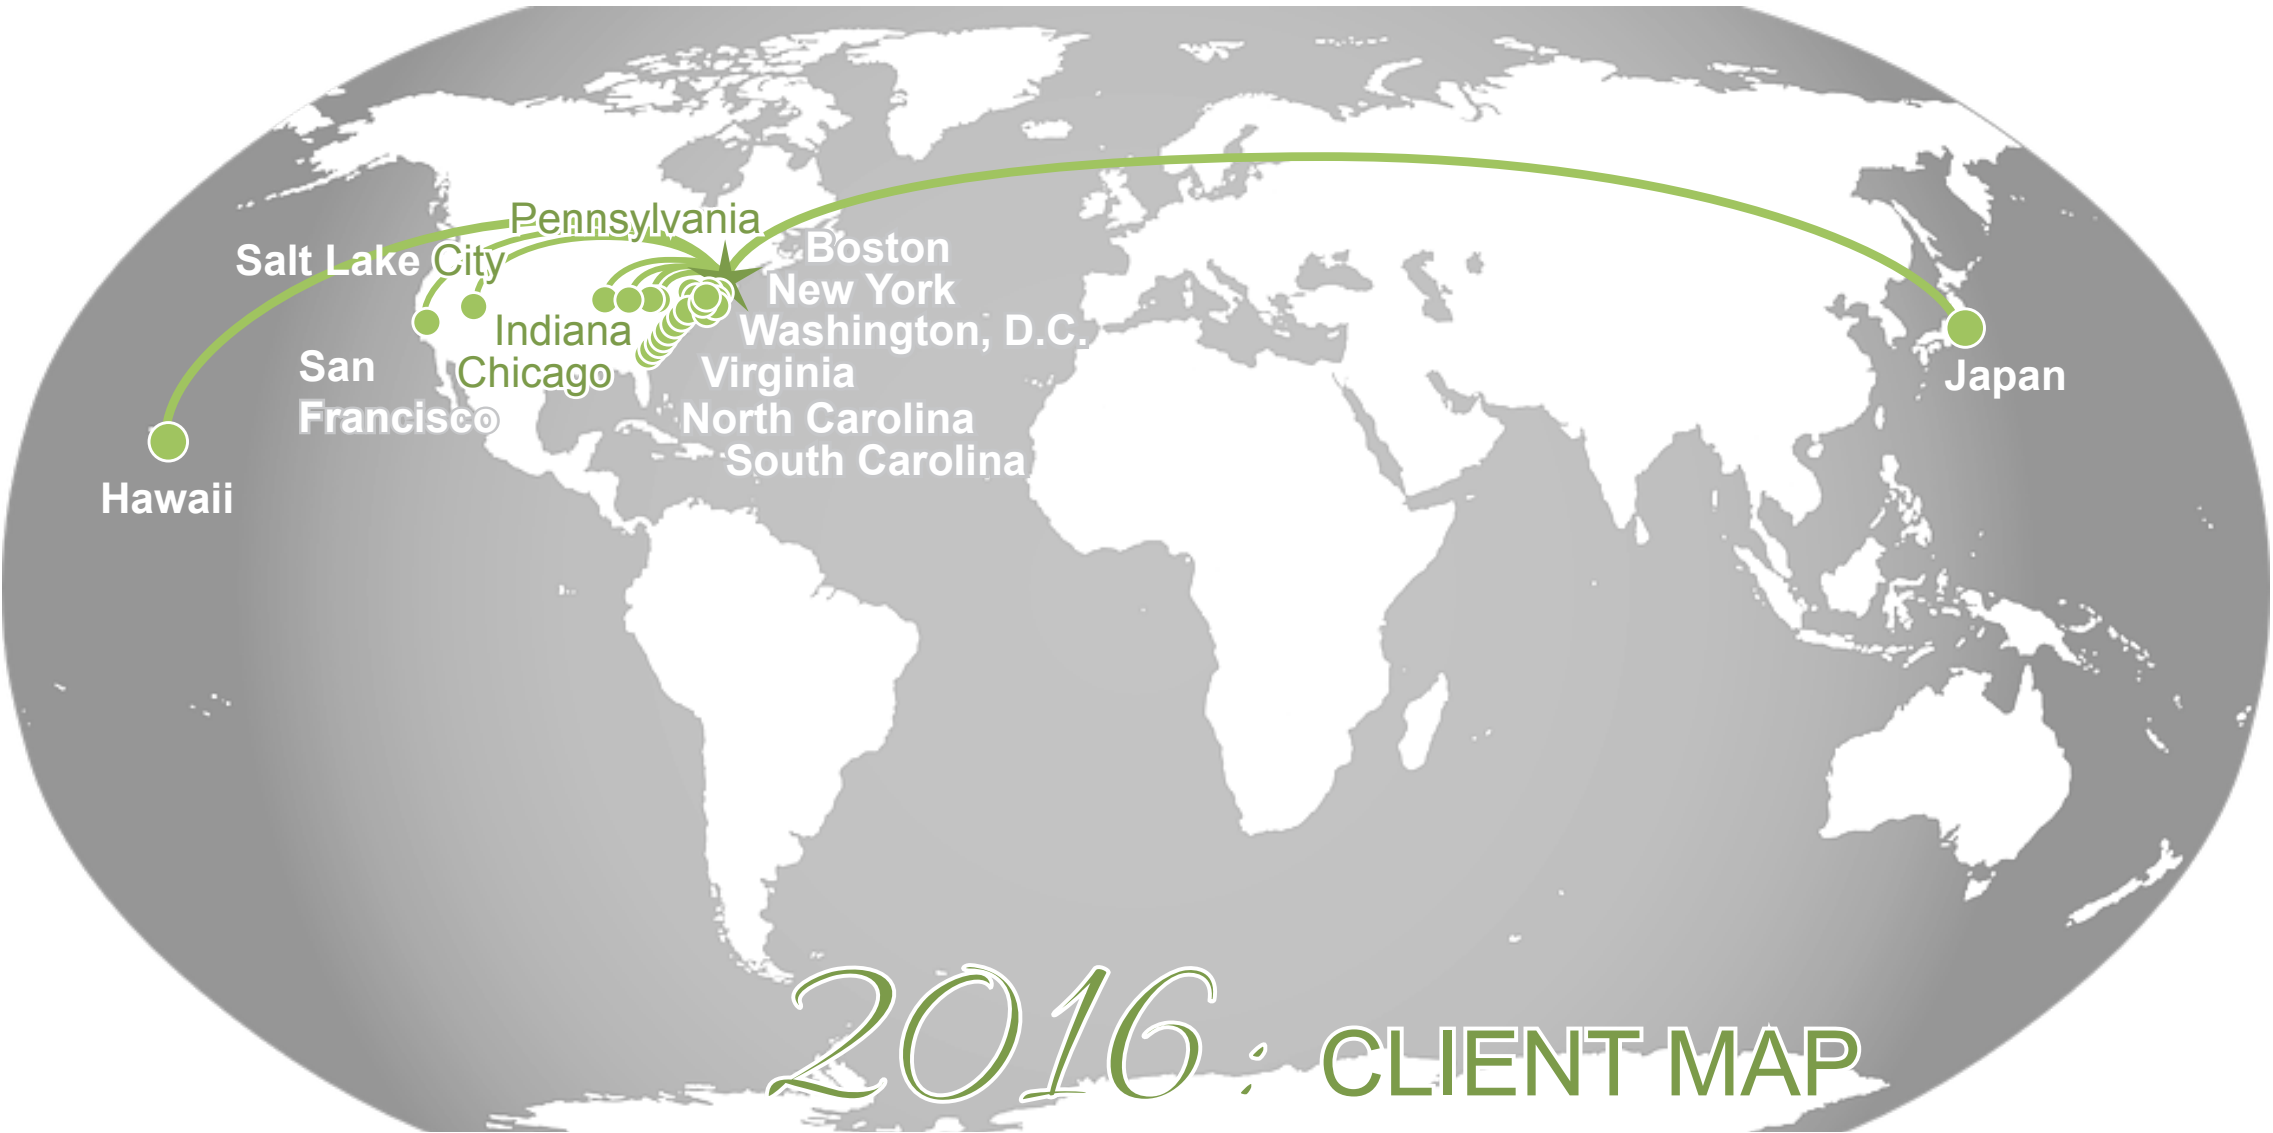 Pennsylvania
Salt Lake City
Boston
New York
Washington, D.C.
Indiana
Chicago
Virginia
San
Francisco
North Carolina
South Carolina
Japan
Hawaii
2016: CLIENT MAP